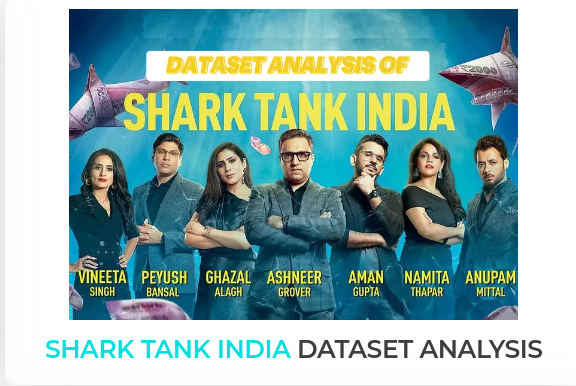 DATASET ANALYSIS OF
SHARK TANK INDIA
₹2000
VINEETA PEYUSH GHAZAL ASHNEER AMAN NAMITA ANUPAM
SINGH BANSAL ALAGH GROVER GUPTA THAPAR MITTAL
SHARK TANK INDIA DATASET ANALYSIS